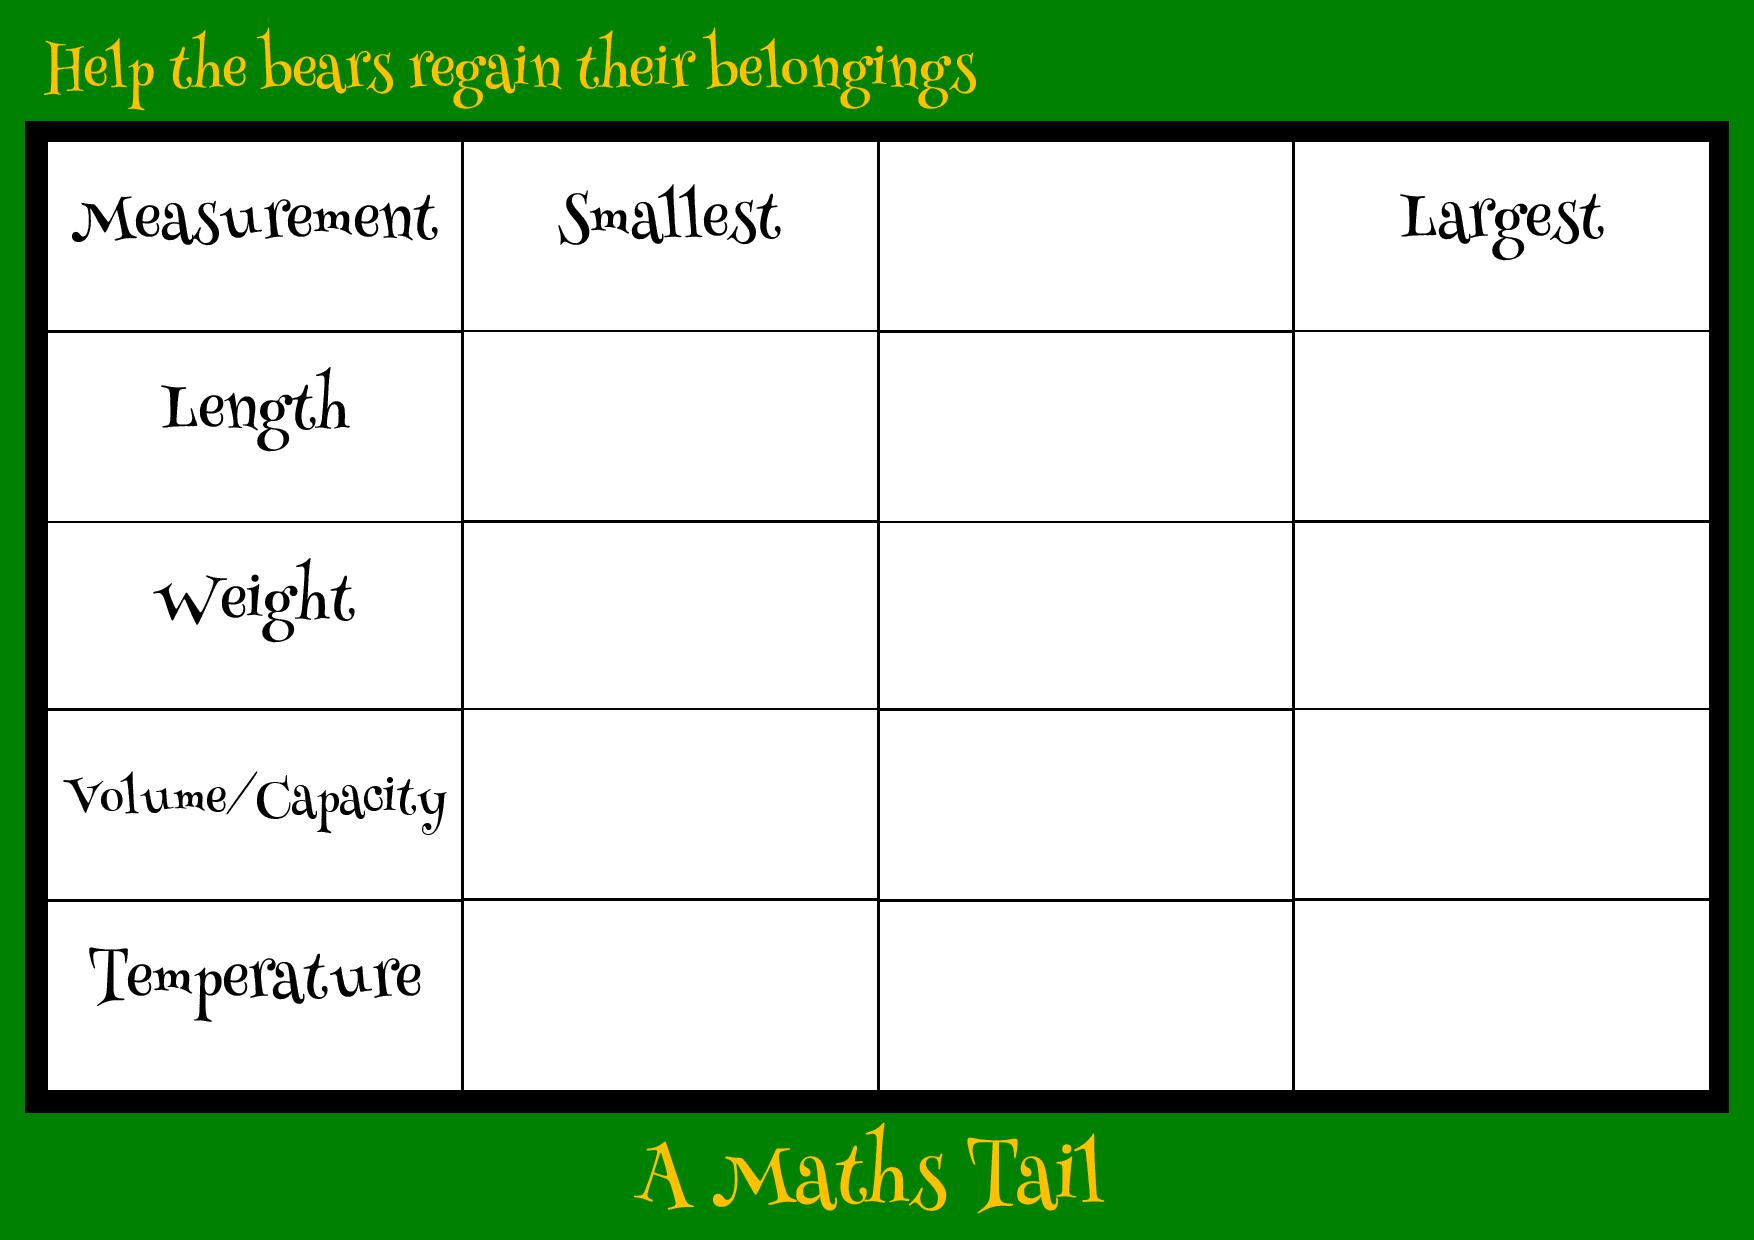 Help the bears regain their belongings
Measurement Smallest Largest
Length
Weight
Volume/Capacity
Temperature
A Maths Tail